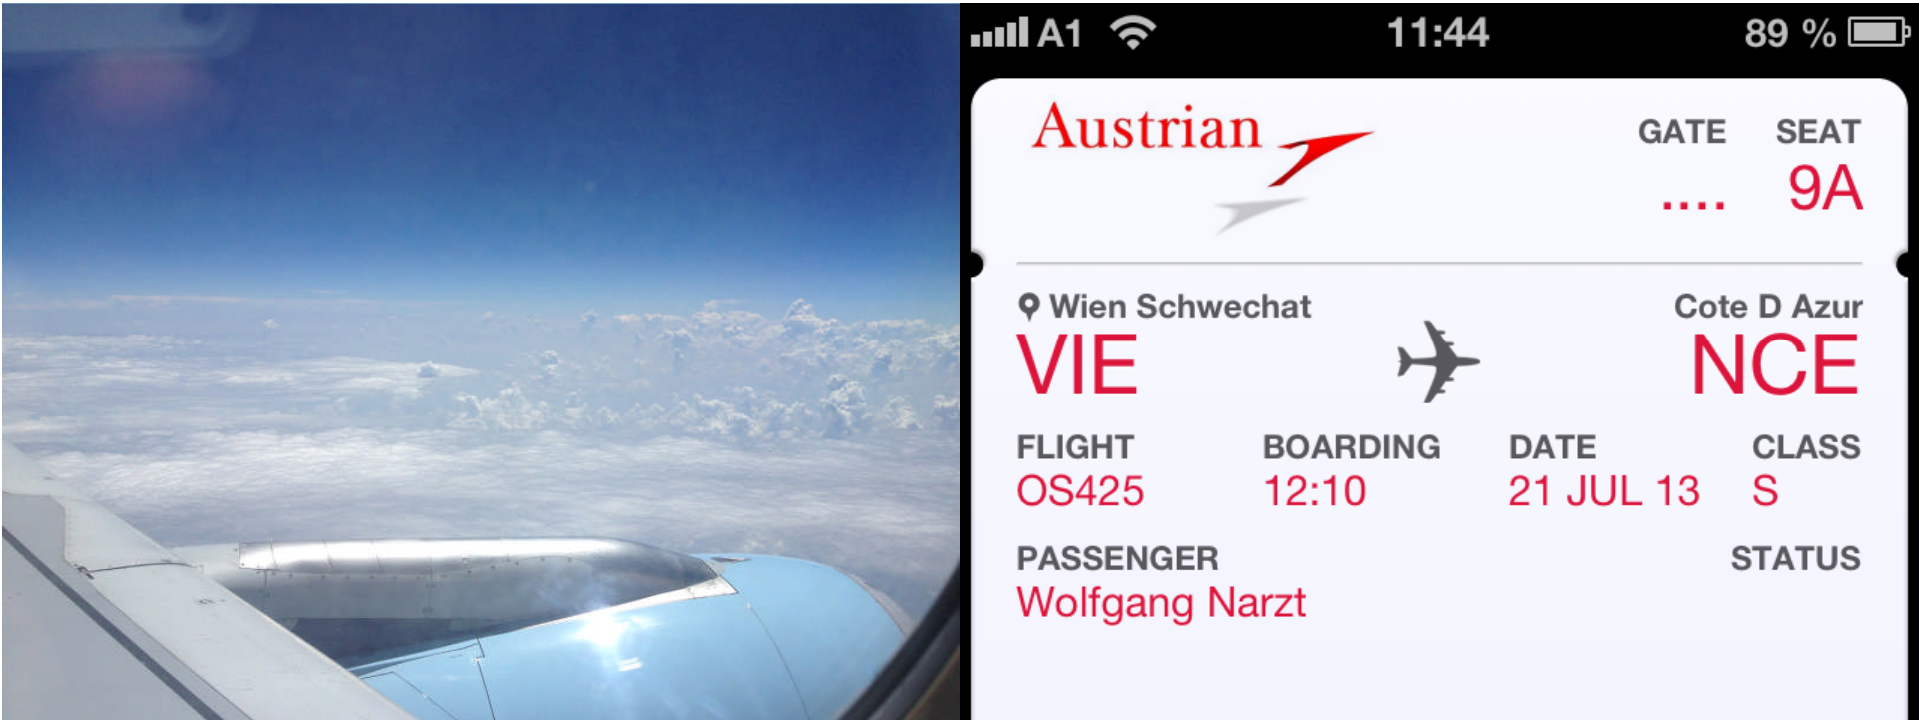 A1 11:44 89 %
Austrian
GATE SEAT
.... 9A
Wien Schwechat Cote D Azur
VIE NCE
FLIGHT BOARDING DATE CLASS
OS425 12:10 21 JUL 13 S
PASSENGER STATUS
Wolfgang Narzt